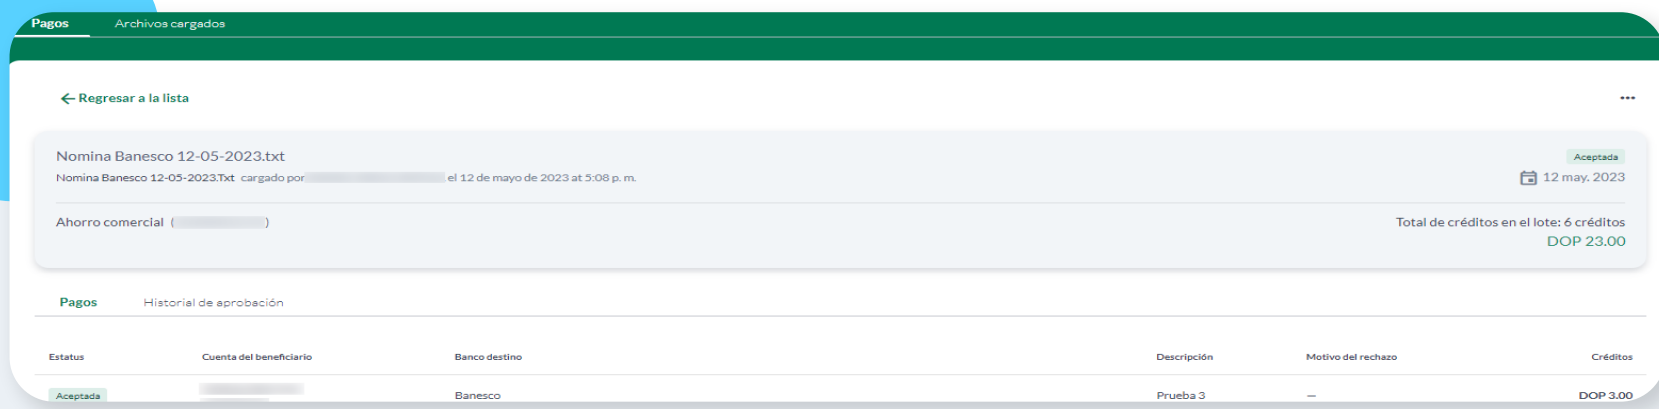 Pagos Archivos cargados
Regresar a la lista
Nomina Banesco 12-05-2023.txt Aceptada
Nomina Banesco 12-05-2023.Txt cargado por el 12 de mayo de 2023 at 5:08 p. m. 12 may. 2023
Ahorro comercial ( ) Total de créditos en el lote: 6 créditos
DOP 23.00
Pagos Historial de aprobación
Estatus Cuenta del beneficiario Banco destino Descripción Motivo del rechazo Créditos
Aceptada Banesco Prueba 3 — DOP 3.00